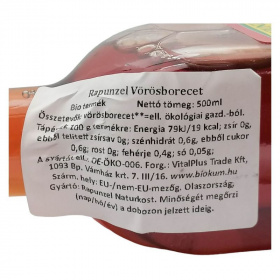 Rapunzel Vörösborecet
Bio termék Nettó tömeg: 500ml
Összetevők: vörösborecet**=ell. ökológiai gazd.-ból.
100 g termékre: Energia 79kJ/19 kcal; zsír 0g,
ebből telített zsírsav 0g; szénhidrát 0,6g, ebből cukor
0,6g; rost 0g; fehérje 0,4g; só 0,05g;
A gyártót ell. DE-ÖKO-006. Forg.: VitalPlus Trade Kft,
1093 Bp. Vámház krt. 7. III/16. www.biokum.hu
Szárm. hely: EU-/nem-EU-mezőg. Olaszország,
Gyártó: Rapunzel Naturkost. Minőségét megőrzi
(nap/hó/év) a dobozon jelzett ideig.